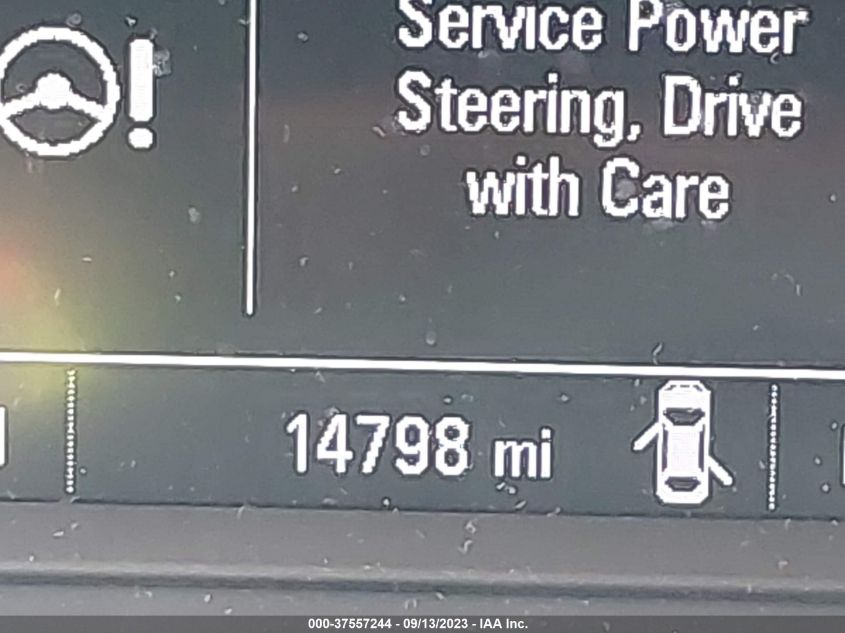 Service Power
Steering, Drive
with Care
14798 mi
000-37557244 - 09/13/2023 - IAA Inc.